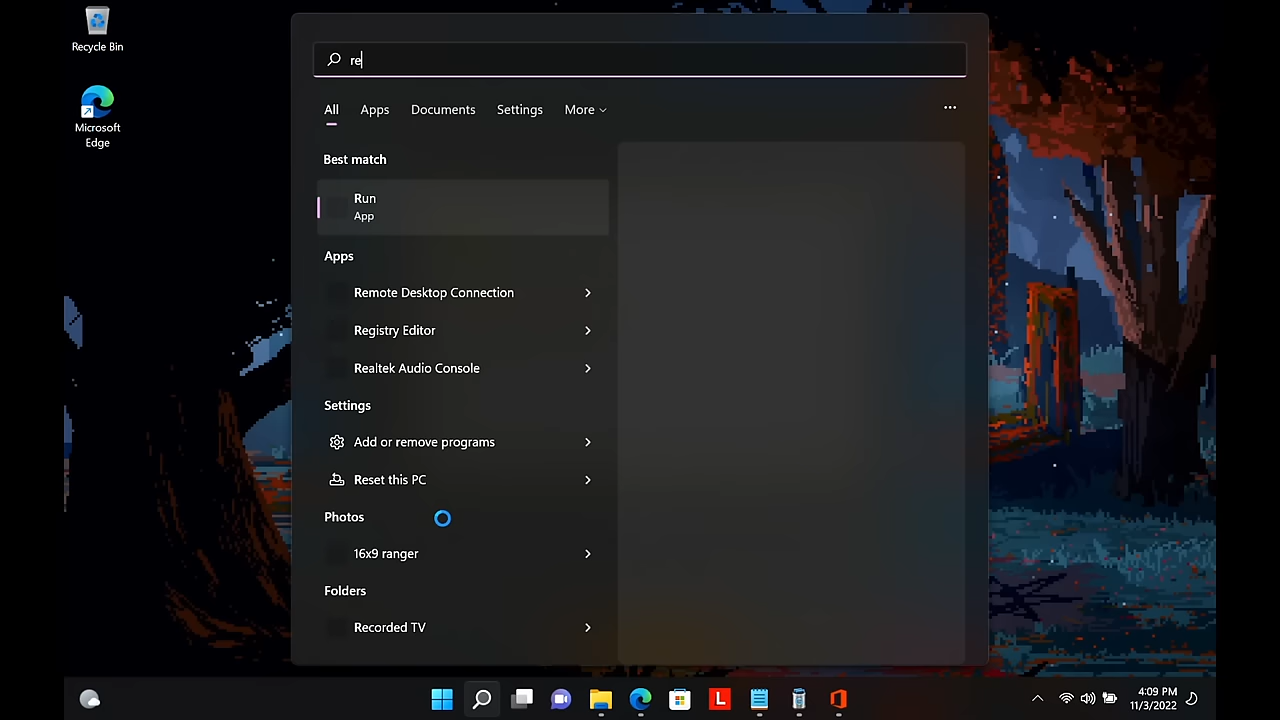 Recycle Bin
Microsoft
Edge
re
All Apps Documents Settings More
Best match
Run
App
Apps
Remote Desktop Connection
Registry Editor
Realtek Audio Console
Settings
Add or remove programs
Reset this PC
Photos
16x9 ranger
Folders
Recorded TV
L
4:09 PM
11/3/2022